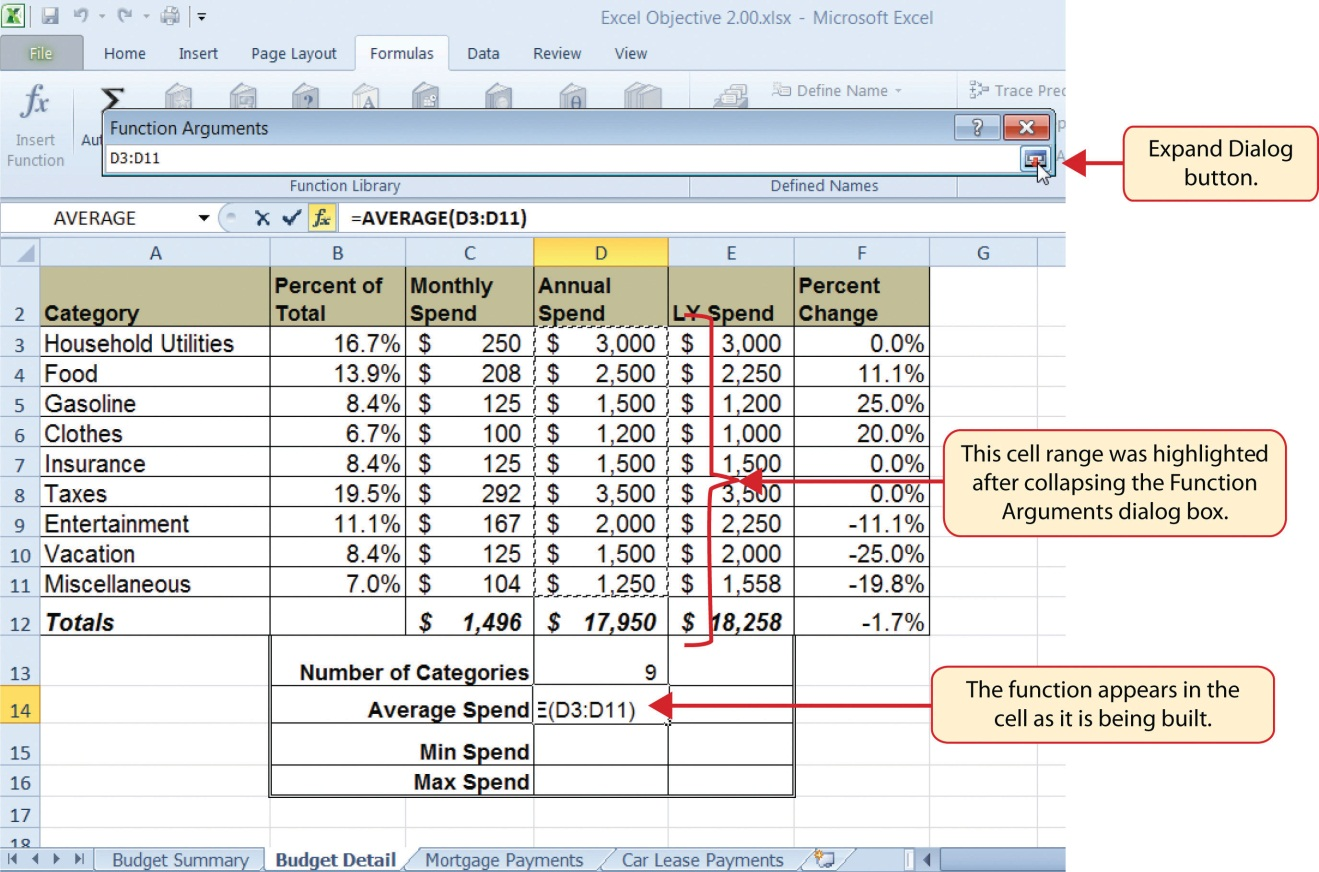 Excel Objective 2.00.xlsx - Microsoft Excel
File Home Insert Page Layout Formulas Data Review View
fx Σ ? A θ Define Name Trace
Insert
Function
Function Arguments ?
D3:D11
Function Library Defined Names
Expand Dialog
button.
AVERAGE fx =AVERAGE(D3:D11)
A B C D E F G
2 Category Percent of Total Monthly Spend Annual Spend LY Spend Percent Change
3 Household Utilities 16.7% $ 250 $ 3,000 $ 3,000 0.0%
4 Food 13.9% $ 208 $ 2,500 $ 2,250 11.1%
5 Gasoline 8.4% $ 125 $ 1,500 $ 1,200 25.0%
6 Clothes 6.7% $ 100 $ 1,200 $ 1,000 20.0%
7 Insurance 8.4% $ 125 $ 1,500 $ 1,500 0.0%
8 Taxes 19.5% $ 292 $ 3,500 $ 3,500 0.0%
9 Entertainment 11.1% $ 167 $ 2,000 $ 2,250 -11.1%
10 Vacation 8.4% $ 125 $ 1,500 $ 2,000 -25.0%
11 Miscellaneous 7.0% $ 104 $ 1,250 $ 1,558 -19.8%
12 Totals $ 1,496 $ 17,950 $ 18,258 -1.7%
This cell range was highlighted
after collapsing the Function
Arguments dialog box.
13 Number of Categories 9
14 Average Spend E(D3:D11)
The function appears in the
cell as it is being built.
15 Min Spend
16 Max Spend
17
18
Budget Summary Budget Detail Mortgage Payments Car Lease Payments